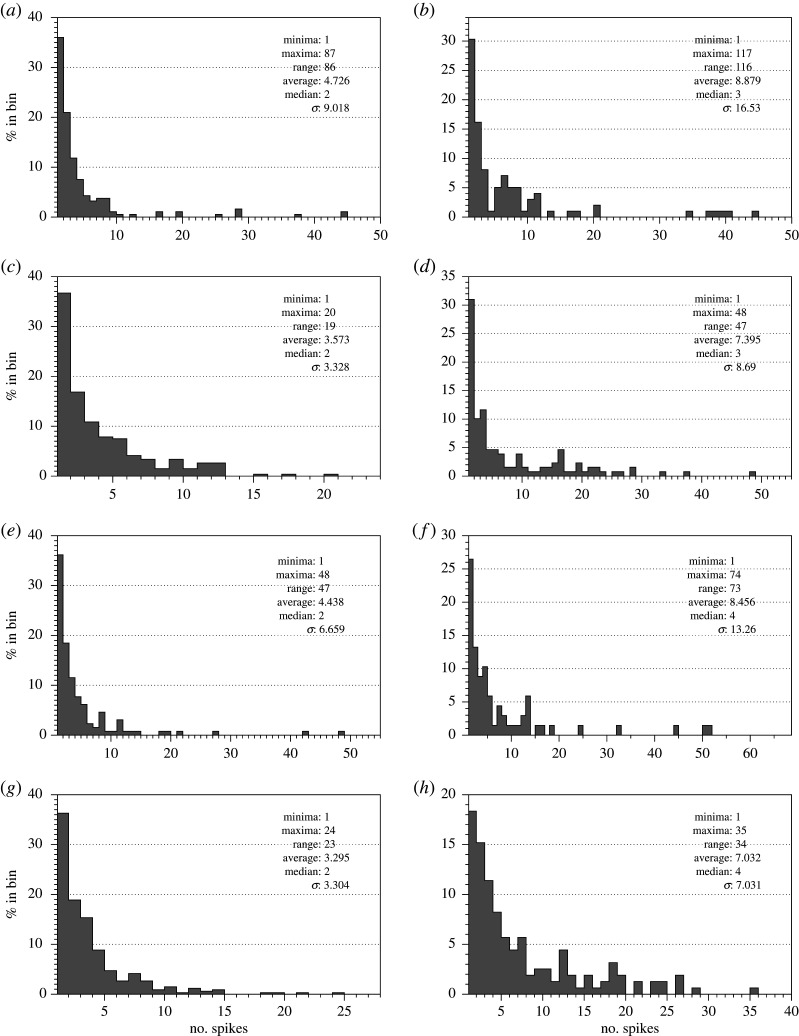 (a)
40
30
20
10
0
% in bin
minima: 1
maxima: 87
range: 86
average: 4.726
median: 2
σ: 9.018
10 20 30 40 50
(b)
30
25
20
15
10
5
0
minima: 1
maxima: 117
range: 116
average: 8.879
median: 3
σ: 16.53
10 20 30 40 50
(c)
40
30
20
10
0
% in bin
minima: 1
maxima: 20
range: 19
average: 3.573
median: 2
σ: 3.328
5 10 15 20
(d)
35
30
25
20
15
10
5
0
minima: 1
maxima: 48
range: 47
average: 7.395
median: 3
σ: 8.69
10 20 30 40 50
(e)
40
30
20
10
0
% in bin
minima: 1
maxima: 48
range: 47
average: 4.438
median: 2
σ: 6.659
10 20 30 40 50
(f)
30
25
20
15
10
5
0
minima: 1
maxima: 74
range: 73
average: 8.456
median: 4
σ: 13.26
10 20 30 40 50 60
(g)
40
30
20
10
0
% in bin
minima: 1
maxima: 24
range: 23
average: 3.295
median: 2
σ: 3.304
5 10 15 20 25
no. spikes
(h)
20
15
10
5
0
minima: 1
maxima: 35
range: 34
average: 7.032
median: 4
σ: 7.031
5 10 15 20 25 30 35 40
no. spikes